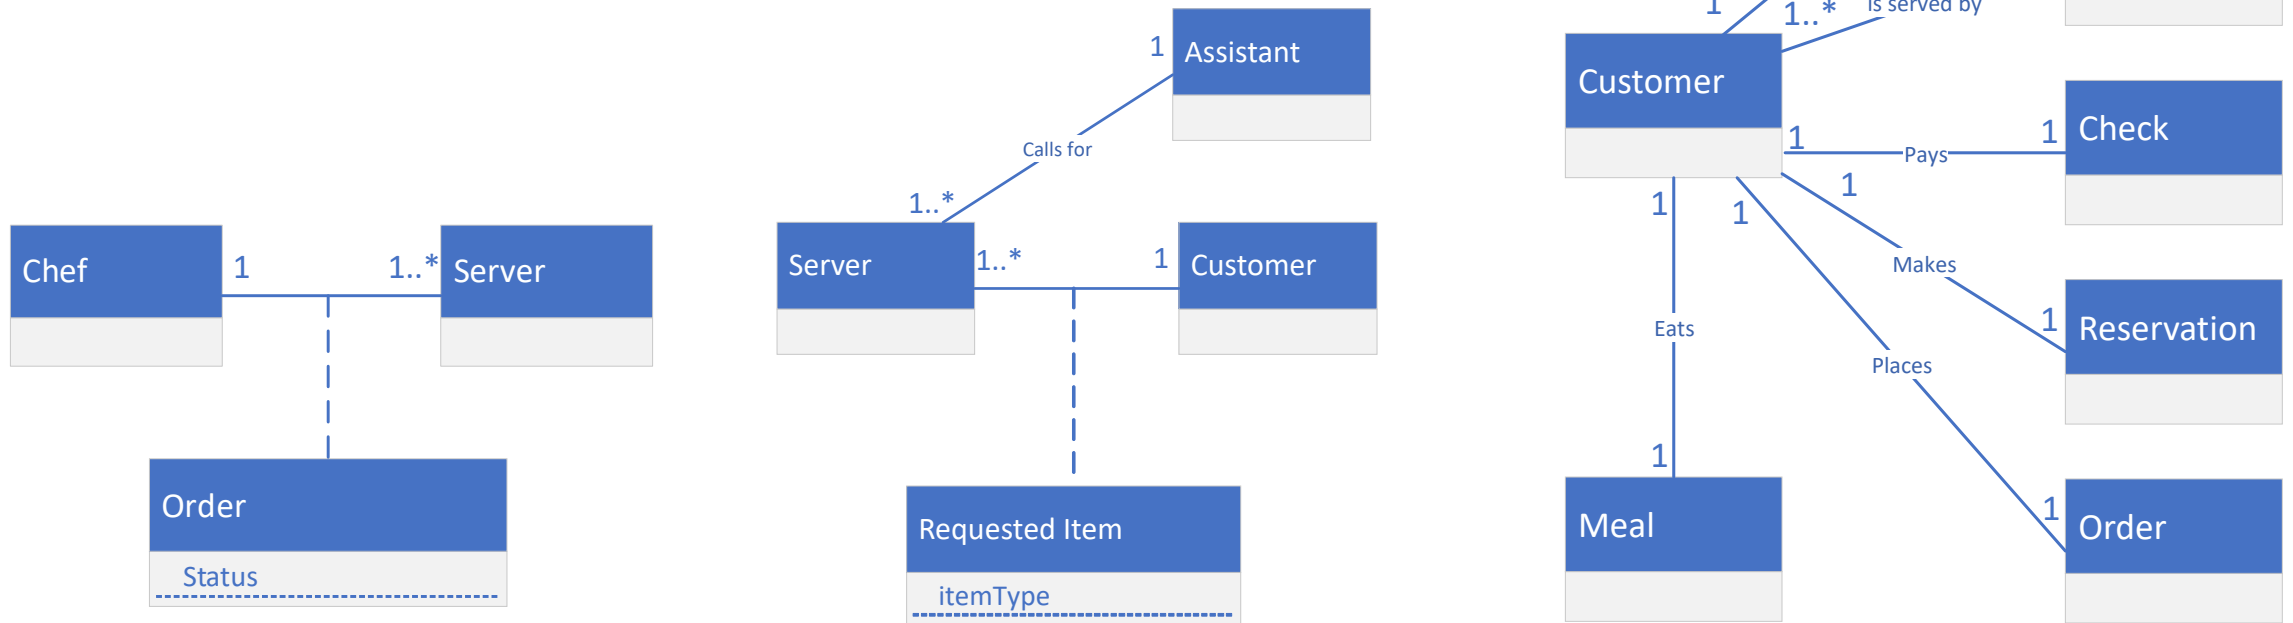 Chef
1
1..*
Server
Order
Status
Assistant
1
Calls for
1..*
Server
1..*
1
Customer
Requested Item
itemType
1
1..*
is served by
Customer
1
Pays
1
Check
1
Makes
1
Reservation
1
Places
1
Order
1
Eats
1
Meal